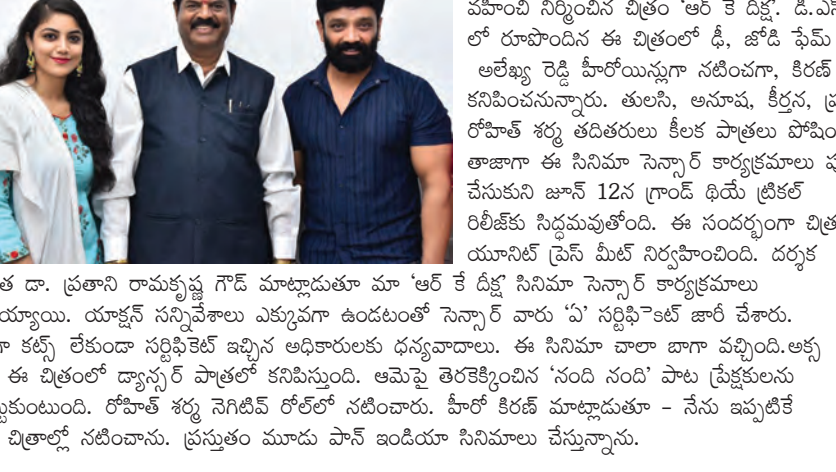 వహించి నిర్మించిన చిత్రం ‘ఆర్ కే దీక్ష’. డి.ఎస్
లో రూపొందిన ఈ చిత్రంలో ఢీ, జోడి ఫేమ్
అలేఖ్య రెడ్డి హీరోయిన్లుగా నటించగా, కిరణ్
కనిపించనున్నారు. తులసి, అనూష, కీర్తన, ప్ర
రోహిత్ శర్మ తదితరులు కీలక పాత్రలు పోషిం
తాజాగా ఈ సినిమా సెన్సార్ కార్యక్రమాలు పూ
చేసుకుని జూన్ 12న గ్రాండ్ థియే ట్రికల్
రిలీజ్‌కు సిద్ధమవుతోంది. ఈ సందర్భంగా చిత్ర
యూనిట్ ప్రెస్ మీట్ నిర్వహించింది. దర్శక
త డా. ప్రతాని రామకృష్ణ గౌడ్ మాట్లాడుతూ మా ‘ఆర్ కే దీక్ష’ సినిమా సెన్సార్ కార్యక్రమాలు
య్యాయి. యాక్షన్ సన్నివేశాలు ఎక్కువగా ఉండటంతో సెన్సార్ వారు ‘ఏ’ సర్టిఫికెట్ జారీ చేశారు.
గా కట్స్ లేకుండా సర్టిఫికెట్ ఇచ్చిన అధికారులకు ధన్యవాదాలు. ఈ సినిమా చాలా బాగా వచ్చింది.అక్స
ఈ చిత్రంలో డ్యాన్సర్ పాత్రలో కనిపిస్తుంది. ఆమెపై తెరకెక్కించిన ‘నంది నంది’ పాట ప్రేక్షకులను
ట్టుకుంటుంది. రోహిత్ శర్మ నెగిటివ్ రోల్‌లో నటించారు. హీరో కిరణ్ మాట్లాడుతూ – నేను ఇప్పటికే
చిత్రాల్లో నటించాను. ప్రస్తుతం మూడు పాన్ ఇండియా సినిమాలు చేస్తున్నాను.